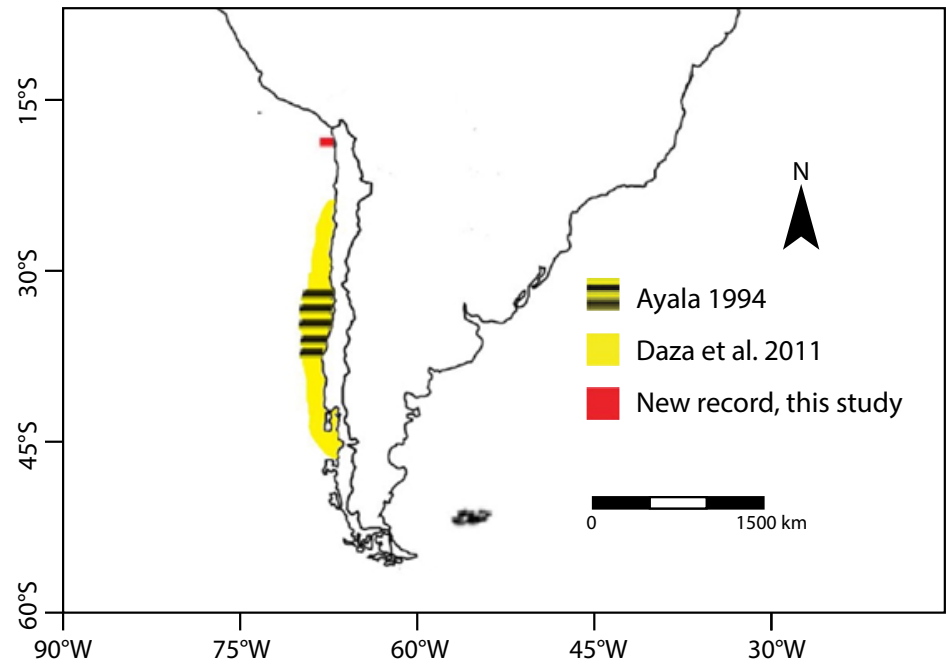 15°S
30°S
45°S
60°S
90°W 75°W 60°W 45°W 30°W
N
Ayala 1994
Daza et al. 2011
New record, this study
0 1500 km